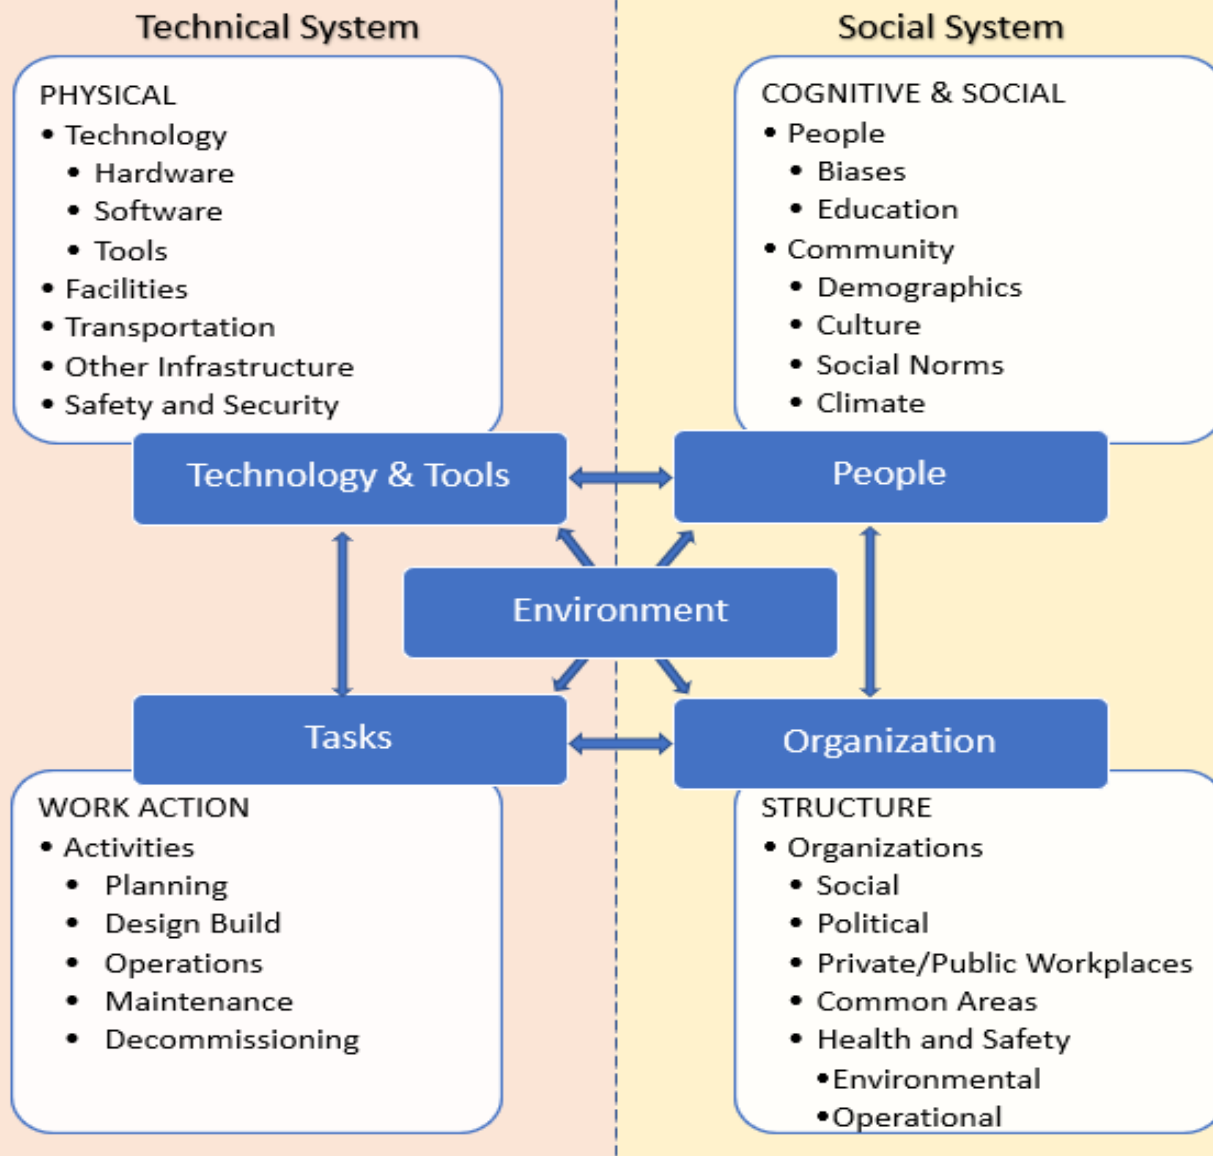 Technical System
Social System
PHYSICAL
• Technology
• Hardware
• Software
• Tools
• Facilities
• Transportation
• Other Infrastructure
• Safety and Security
COGNITIVE & SOCIAL
• People
• Biases
• Education
• Community
• Demographics
• Culture
• Social Norms
• Climate
Technology & Tools
People
Environment
Tasks
Organization
WORK ACTION
• Activities
• Planning
• Design Build
• Operations
• Maintenance
• Decommissioning
STRUCTURE
• Organizations
• Social
• Political
• Private/Public Workplaces
• Common Areas
• Health and Safety
•Environmental
•Operational